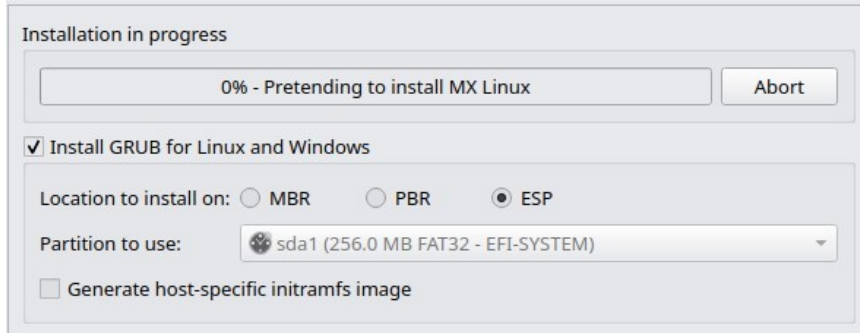 Installation in progress
0% - Pretending to install MX Linux Abort
Install GRUB for Linux and Windows
Location to install on: MBR PBR ESP
Partition to use: sda1 (256.0 MB FAT32 - EFI-SYSTEM)
Generate host-specific initramfs image